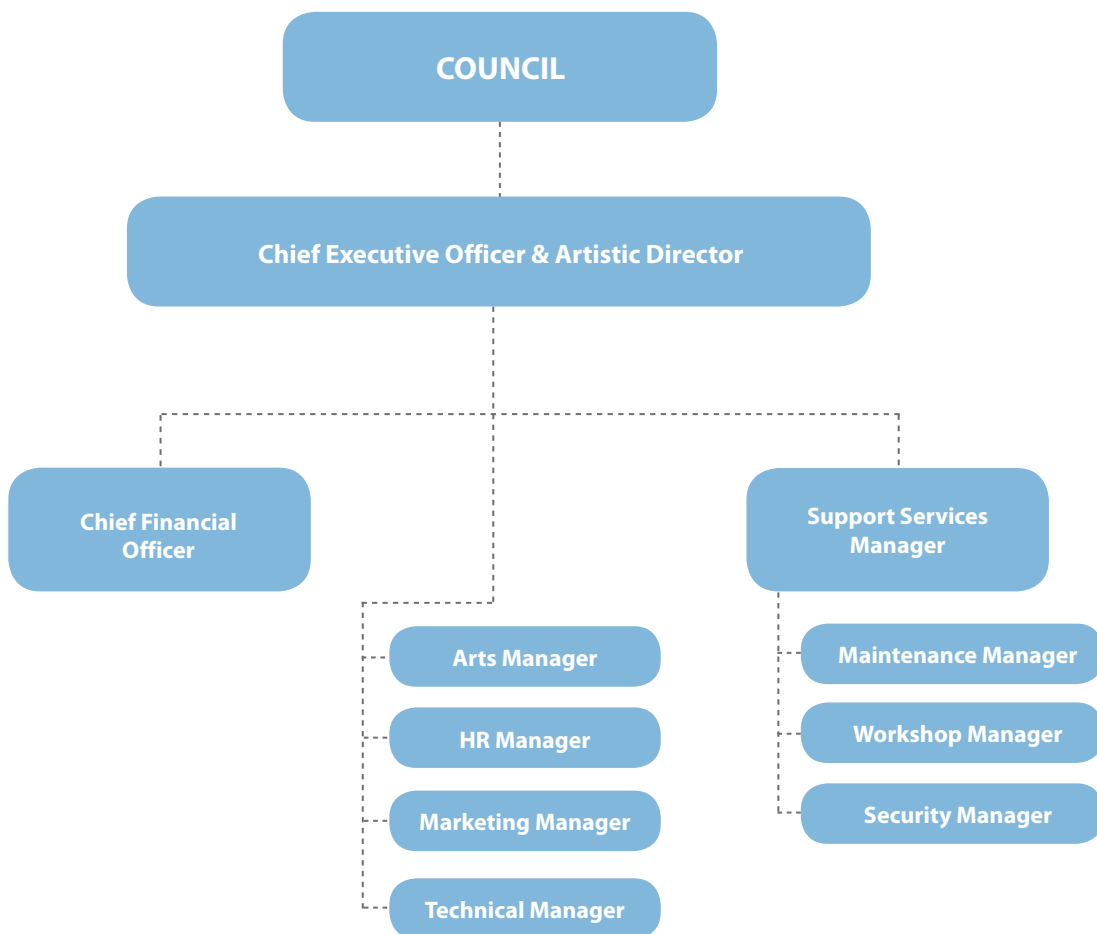 COUNCIL
Chief Executive Officer & Artistic Director
Chief Financial
Officer
Support Services
Manager
Arts Manager
HR Manager
Marketing Manager
Technical Manager
Maintenance Manager
Workshop Manager
Security Manager